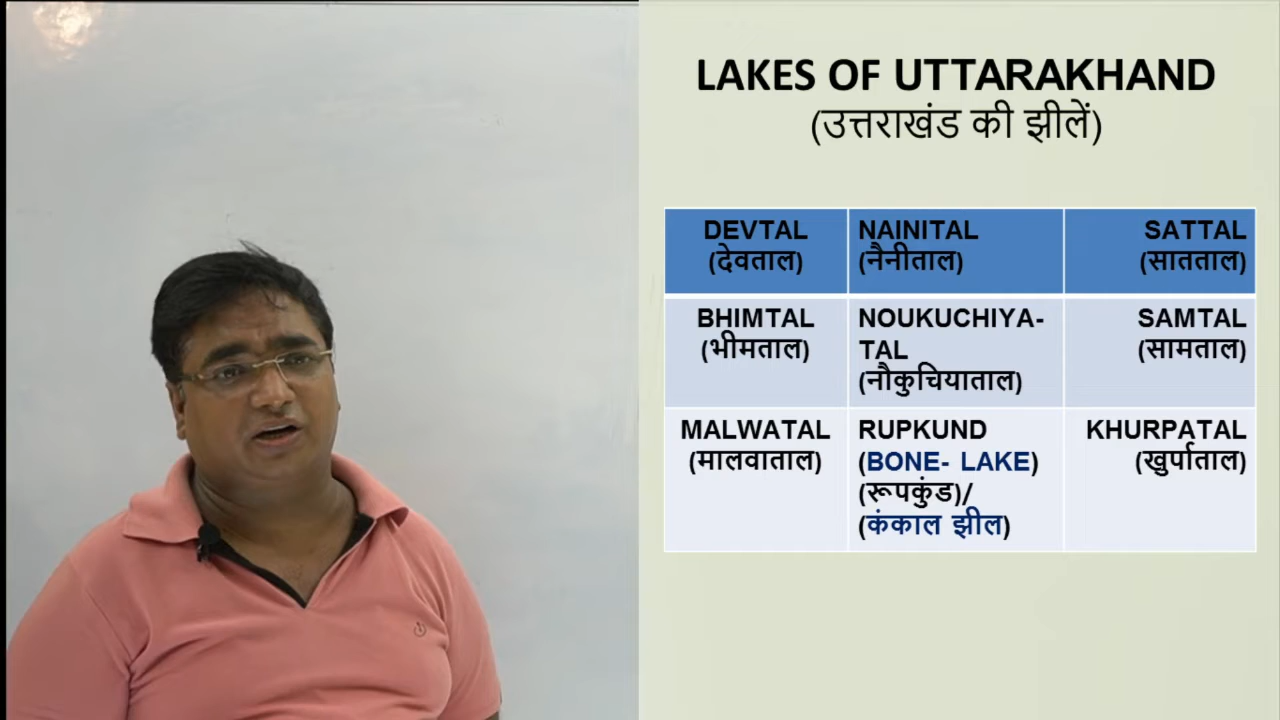 LAKES OF UTTARAKHAND
(उत्तराखंड की झीलें)
DEVTAL
(देवताल)
NAINITAL
(नैनीताल)
SATTAL
(सातताल)
BHIMTAL
(भीमताल)
NOUKUCHIYA-
TAL
(नौकुचियाताल)
SAMTAL
(सामताल)
MALWATAL
(मालवाताल)
RUPKUND
(BONE- LAKE)
(रूपकुंड)/
(कंकाल झील)
KHURPATAL
(खुर्पाताल)